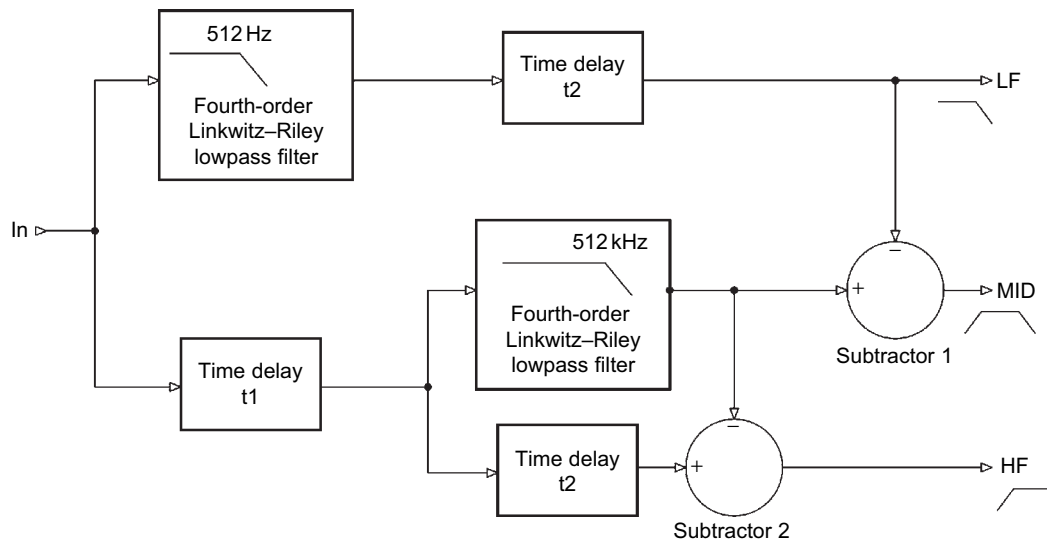 512 Hz
Fourth-order
Linkwitz–Riley
lowpass filter
Time delay
t2
LF
In
512 kHz
Fourth-order
Linkwitz–Riley
lowpass filter
–
+
MID
Subtractor 1
Time delay
t1
Time delay
t2
–
+
HF
Subtractor 2